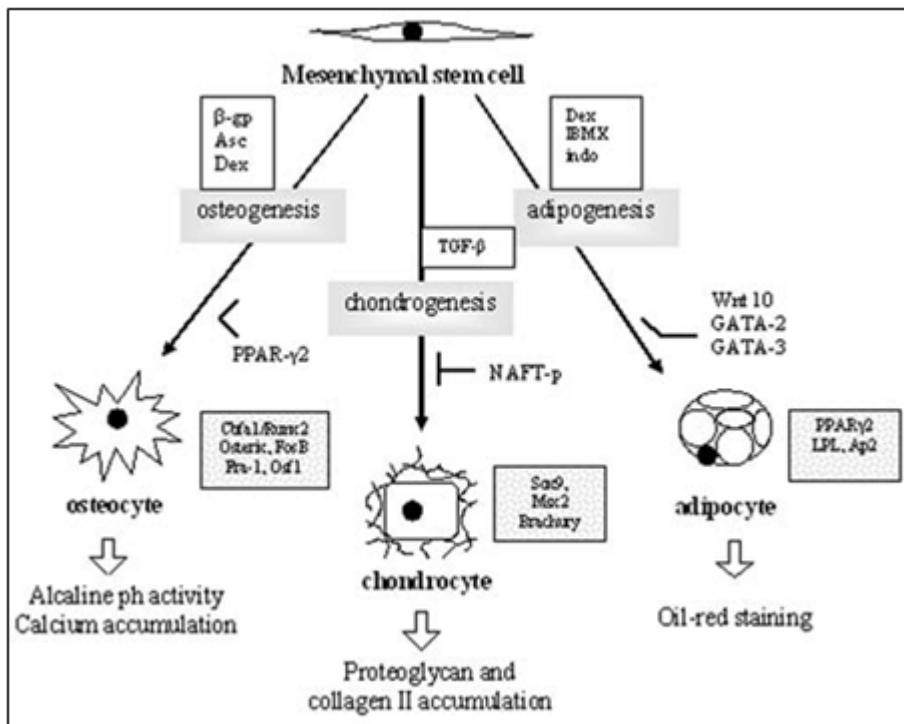 Mesenchymal stem cell
β-gp
Asc
Dex
Dex
IBMX
indo
osteogenesis
adipogenesis
TGF-β
chondrogenesis
PPAR-γ2
Wnt 10
GATA-2
GATA-3
NAFT-p
Cbfa1/Runx2
Osterix, FosB
Fra-1, Osf1
PPARγ2
LPL, Ap2
Sox9,
Msx2
Brachury
osteocyte
adipocyte
chondrocyte
Alcaline ph activity
Calcium accumulation
Oil-red staining
Proteoglycan and
collagen II accumulation